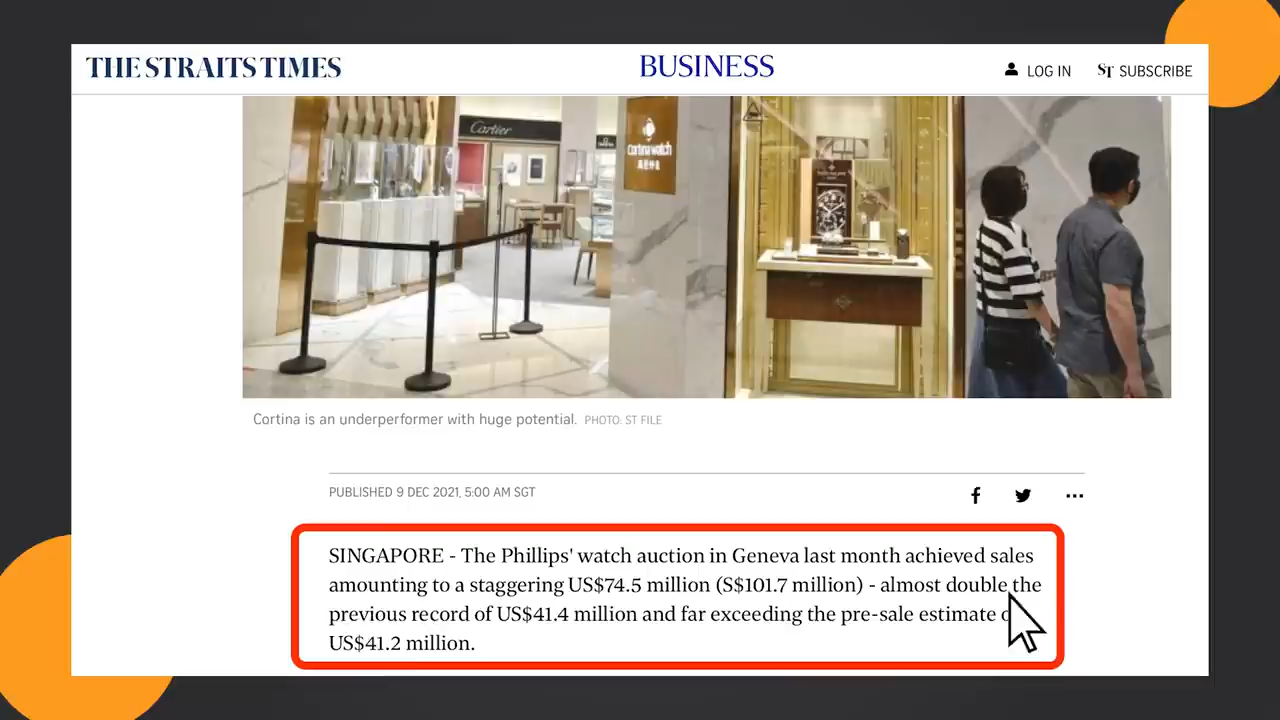 THE STRAITS TIMES
BUSINESS
LOG IN
ST SUBSCRIBE
Cartier
Cortina watch
Cortina is an underperformer with huge potential. PHOTO: ST FILE
PUBLISHED 9 DEC 2021, 5:00 AM SGT
SINGAPORE - The Phillips' watch auction in Geneva last month achieved sales
amounting to a staggering US$74.5 million (S$101.7 million) - almost double the
previous record of US$41.4 million and far exceeding the pre-sale estimate
US$41.2 million.